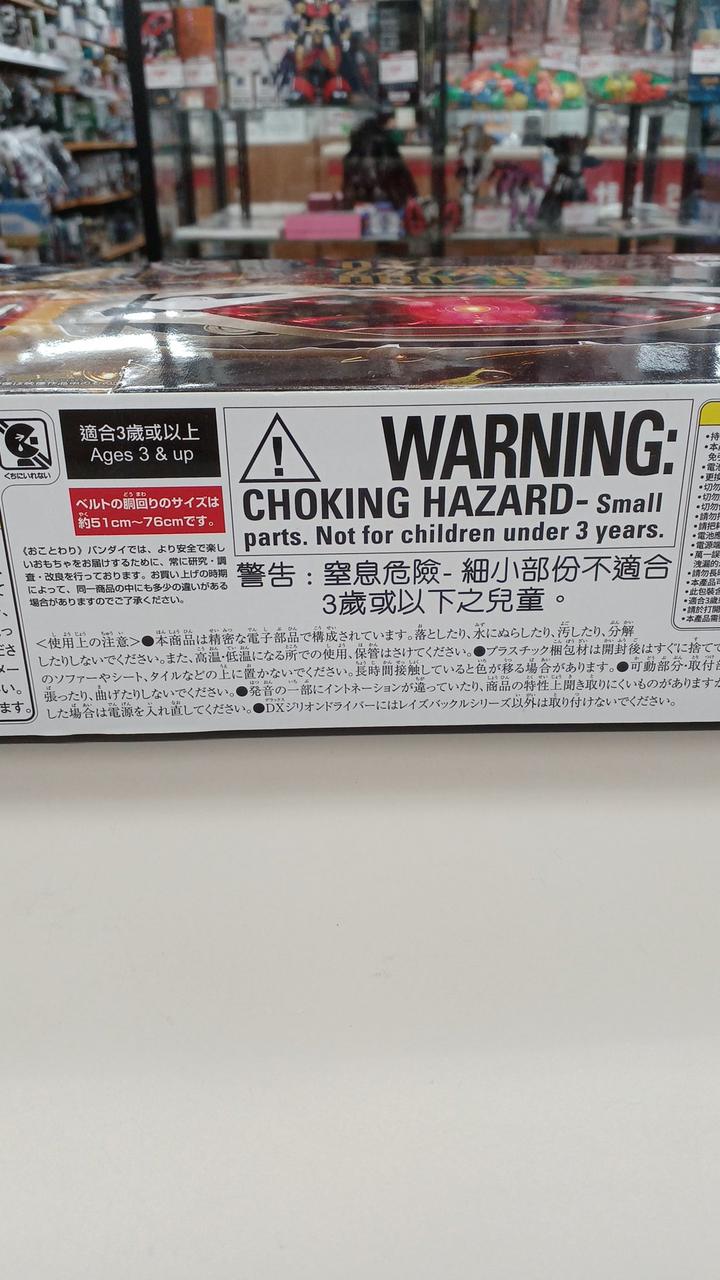 くちにいれない
適合3歲或以上
Ages 3 & up
ベルトの胴回りのサイズは
約51cm～76cmです。
《おことわり》バンダイでは、より安全で楽し
いおもちゃをお届けするために、常に研究・調
査・改良を行っております。お買い上げの時期
によって、同一商品の中にも多少の違いがある
場合がありますのでご了承ください。
WARNING:
CHOKING HAZARD- Small
parts. Not for children under 3 years.
警告：窒息危險- 細小部份不適合
3歲或以下之兒童。
＜使用上の注意＞●本商品は精密な電子部品で構成されています。落としたり、水にぬらしたり、汚したり、分解
したりしないでください。また、高温・低温になる所での使用、保管はさけてください。●プラスチック梱包材は開封後はすぐに捨て
のソファーやシート、タイルなどの上に置かないでください。長時間接触していると色が移る場合があります。●可動部分・取付部
張ったり、曲げたりしないでください。●発音の一部にイントネーションが違っていたり、商品の特性上聞き取りにくいものがありますが
した場合は電源を入れ直してください。●DXジリオンドライバーにはレイズバックルシリーズ以外は取り付けないでください。